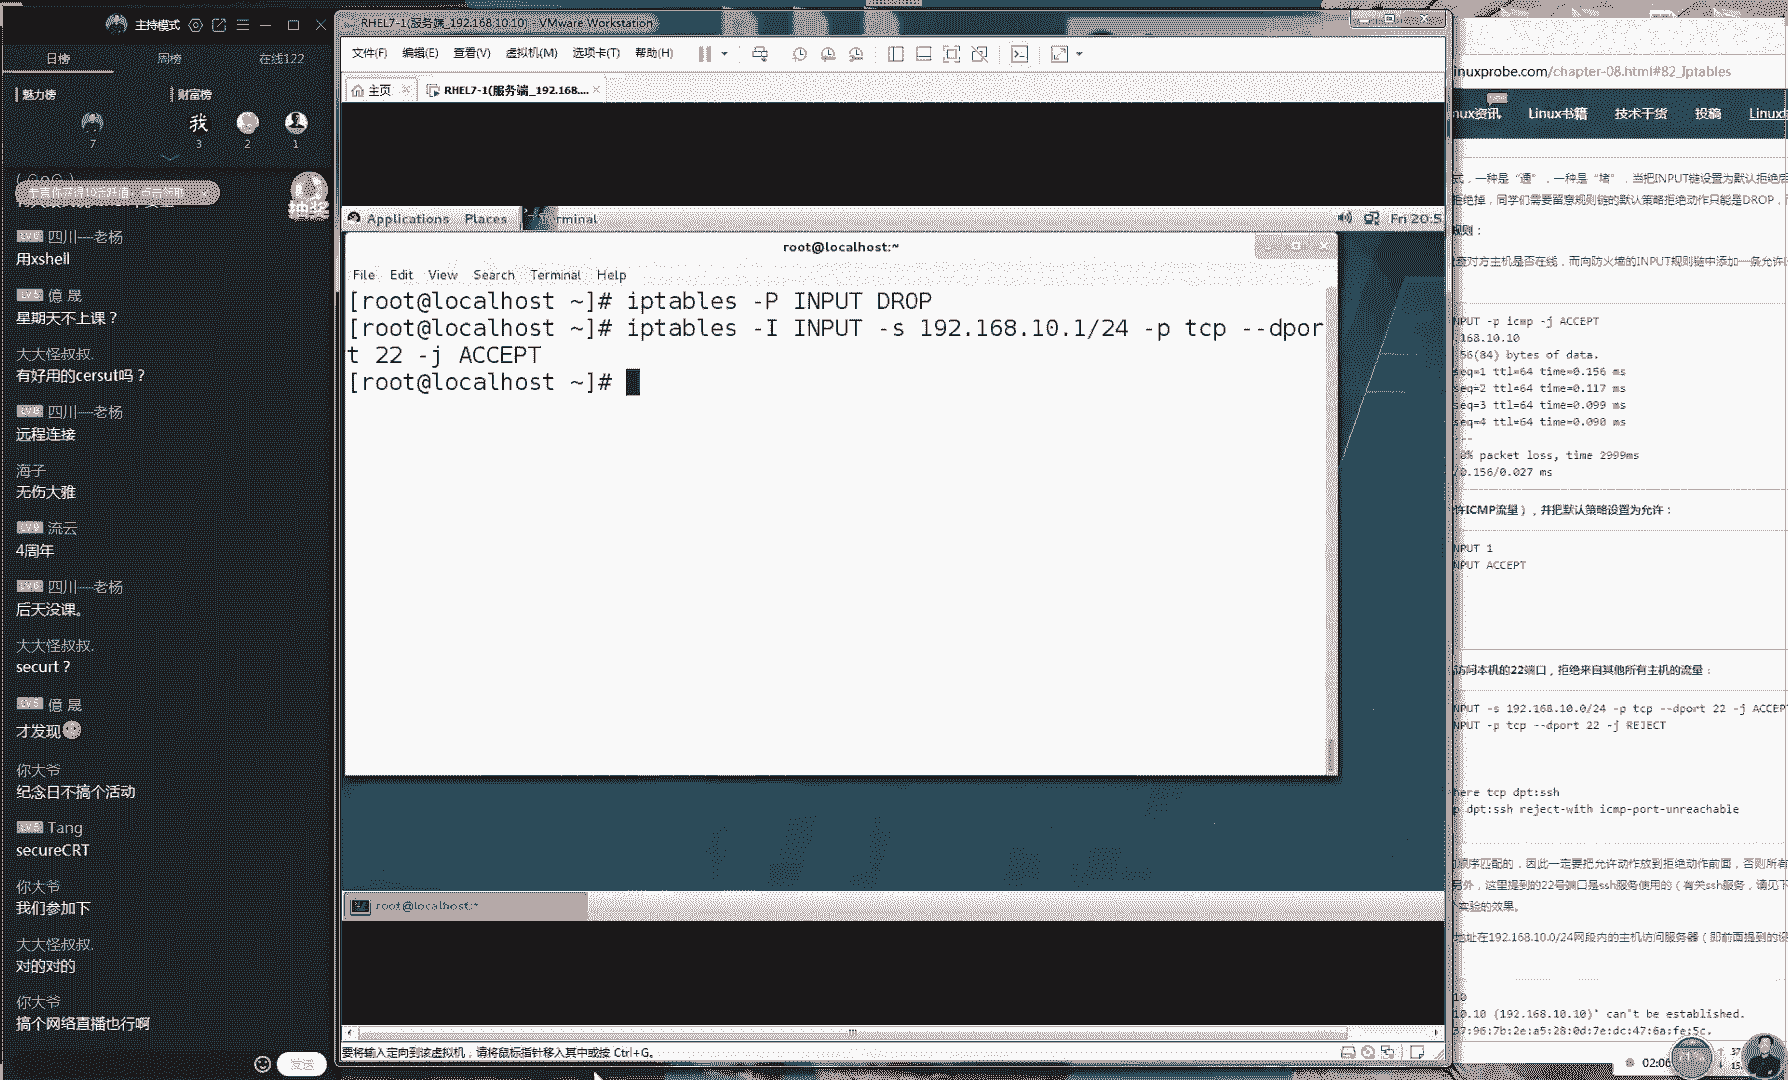 主持模式
日榜 周榜 在线122
魅力榜 财富榜
我
7 3 2 1
抽奖
四川—老杨
用xshell
億 晟
星期天不上课？
大大怪叔叔.
有好用的cersut吗？
四川—老杨
远程连接
海子
无伤大雅
流云
4周年
四川—老杨
后天没课。
大大怪叔叔.
securt？
億 晟
才发现
你大爷
纪念日不搞个活动
Tang
secureCRT
你大爷
我们参加下
大大怪叔叔.
对的对的
你大爷
搞个网络直播也行啊
发送
RHEL7-1(服务端_192.168.10.10) - VMware Workstation
文件(F) 编辑(E) 查看(V) 虚拟机(M) 选项卡(T) 帮助(H)
主页 RHEL7-1(服务端_192.168....
Applications Places Terminal Fri 20:5
root@localhost:~
File Edit View Search Terminal Help
[root@localhost ~]# iptables -P INPUT DROP
[root@localhost ~]# iptables -I INPUT -s 192.168.10.1/24 -p tcp --dpor
t 22 -j ACCEPT
[root@localhost ~]#
root@localhost:~
要将输入定向到该虚拟机，请将鼠标指针移入其中或按 Ctrl+G。
inuxprobe.com/chapter-08.html#82_Iptables
nux资讯 Linux书籍 技术干货 投稿 Linux
式，一种是“通”，一种是“堵”，当把INPUT链设置为默认拒绝后
拒绝掉，同学们需要留意规则链的默认策略拒绝动作只能是DROP，
规则：
查对方主机是否在线，而向防火墙的INPUT规则链中添加一条允许
NPUT -p icmp -j ACCEPT
168.10.10
56(84) bytes of data.
seq=1 ttl=64 time=0.156 ms
seq=2 ttl=64 time=0.117 ms
seq=3 ttl=64 time=0.099 ms
seq=4 ttl=64 time=0.090 ms
--
0% packet loss, time 2999ms
/0.156/0.027 ms
许ICMP流量），并把默认策略设置为允许：
NPUT 1
NPUT ACCEPT
访问本机的22端口，拒绝来自其他所有主机的流量：
NPUT -s 192.168.10.0/24 -p tcp --dport 22 -j ACCEP
NPUT -p tcp --dport 22 -j REJECT
here tcp dpt:ssh
p dpt:ssh reject-with icmp-port-unreachable
顺序匹配的，因此一定要把允许动作放到拒绝动作前面，否则所有
另外，这里提到的22号端口是ssh服务使用的（有关ssh服务，请见下
实验的效果。
地址在192.168.10.0/24网段内的主机访问服务器（即前面提到的设
10
0.10 (192.168.10.10)' can't be established.
37:96:7b:2e:a5:28:0d:7e:dc:47:6a:fe:5c.
02:06